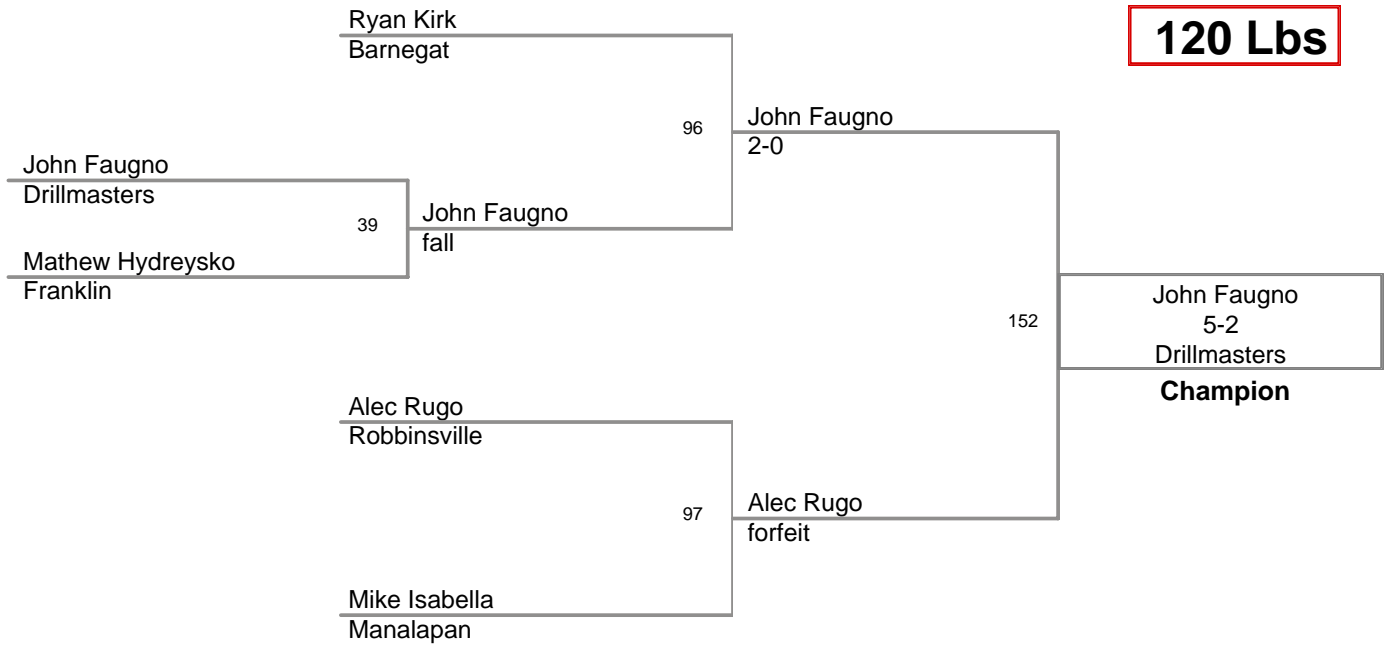 Ryan Kirk
Barnegat
120 Lbs
96
John Faugno
2-0
John Faugno
Drillmasters
39
John Faugno
fall
Mathew Hydreysko
Franklin
152
John Faugno
5-2
Drillmasters
Champion
Alec Rugo
Robbinsville
97
Alec Rugo
forfeit
Mike Isabella
Manalapan